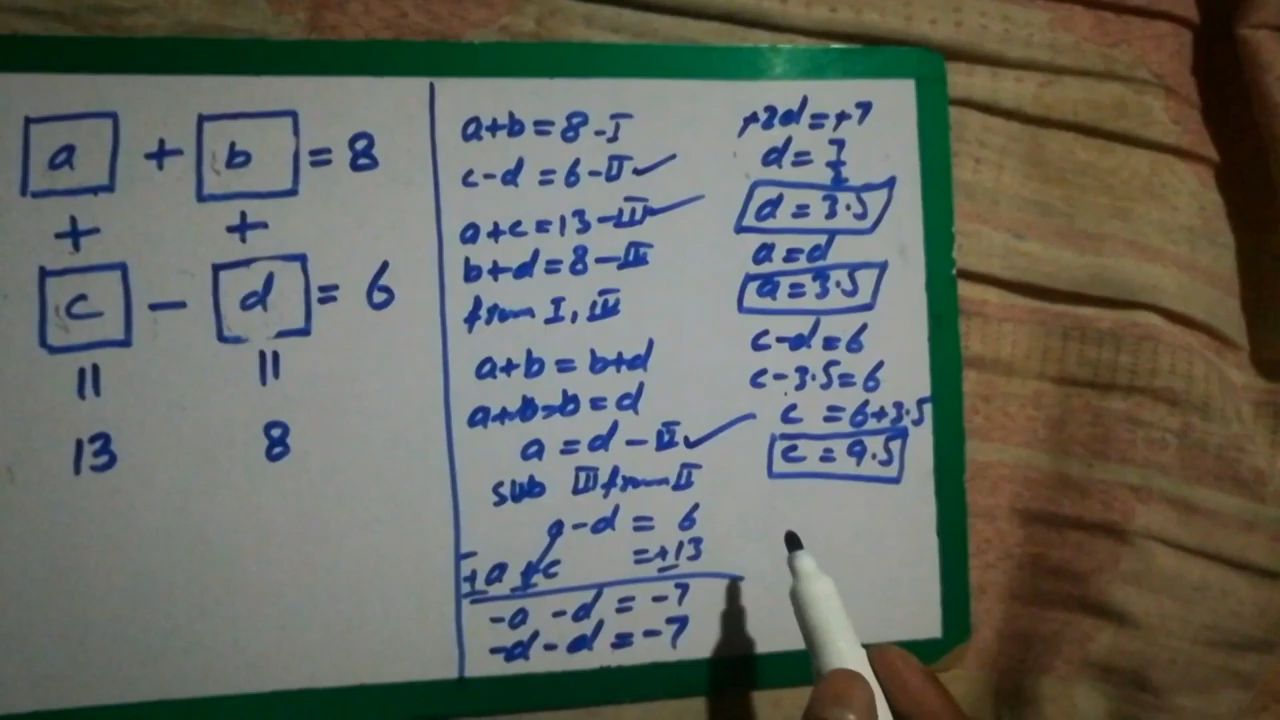 a + b = 8
+ +
c - d = 6
= =
13 8
a+b=8-I
c-d=6-II ✓
a+c=13-III ✓
b+d=8-IV
from I, IV
a+b=b+d
a+b-b=d
a=d-V ✓
sub III from II
c-d = 6
+a+c =+13
-a -d = -7
-d-d=-7
+2d=+7
d=7/2
d=3.5
a=d
a=3.5
c-d=6
c-3.5=6
c =6+3.5
c=9.5